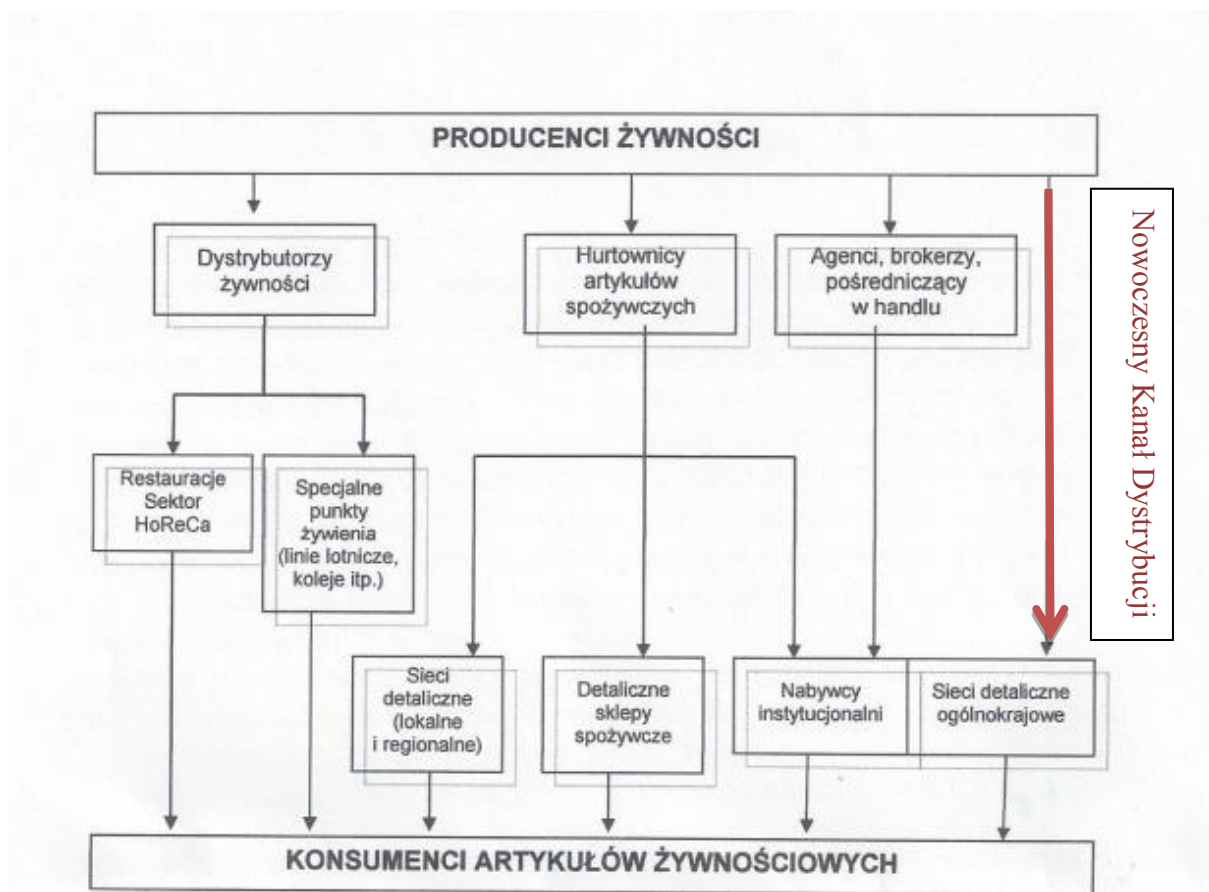 PRODUCENCI ŻYWNOŚCI
Dystrybutorzy
żywności
Hurtownicy
artykułów
spożywczych
Agenci, brokerzy,
pośredniczący
w handlu
Nowoczesny Kanał Dystrybucji
Restauracje
Sektor
HoReCa
Specjalne
punkty
żywienia
(linie lotnicze,
koleje itp.)
Sieci
detaliczne
(lokalne
i regionalne)
Detaliczne
sklepy
spożywcze
Nabywcy
instytucjonalni
Sieci detaliczne
ogólnokrajowe
KONSUMENCI ARTYKUŁÓW ŻYWNOŚCIOWYCH